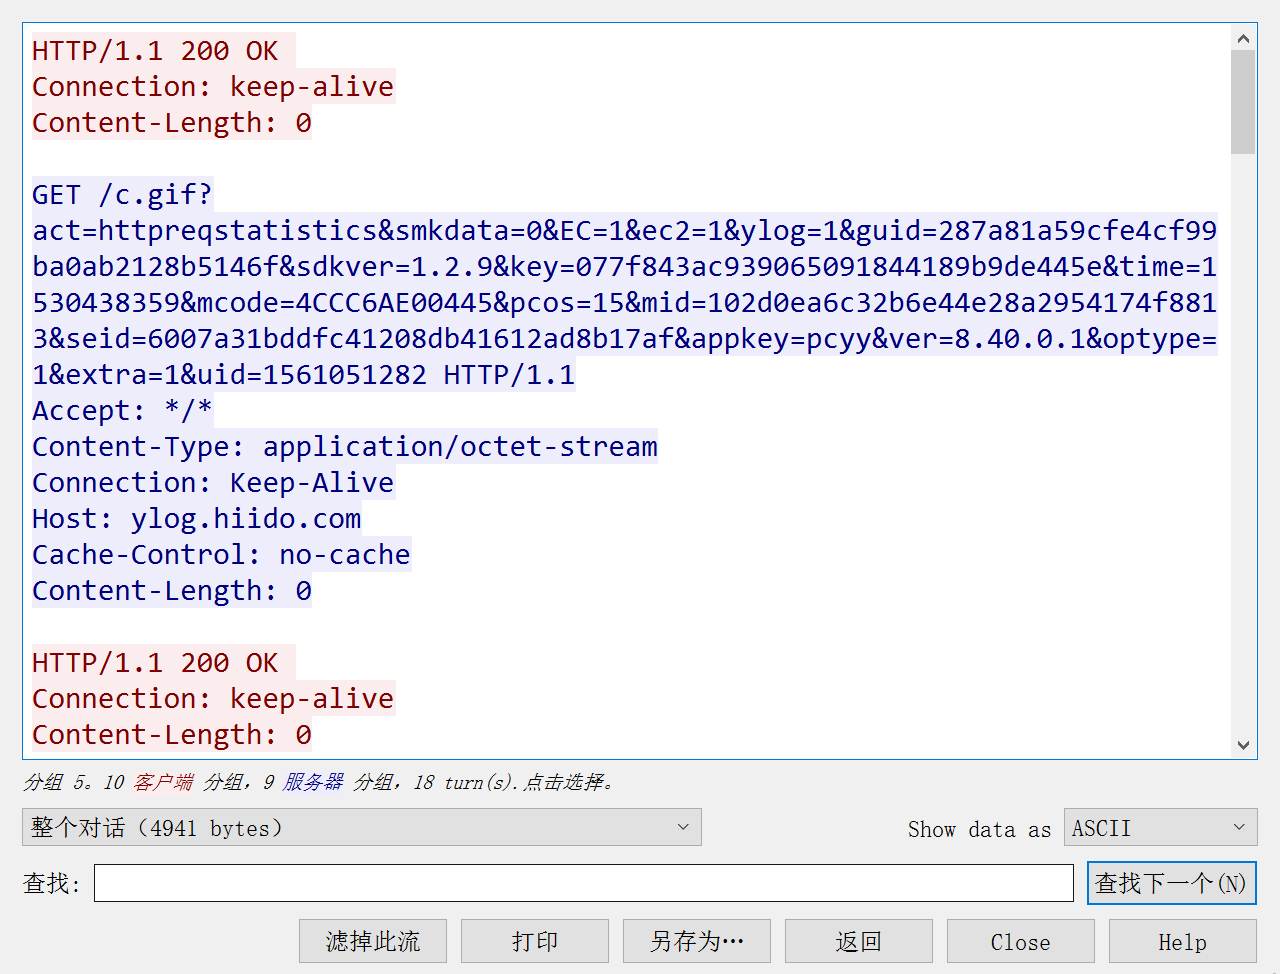 HTTP/1.1 200 OK
Connection: keep-alive
Content-Length: 0
GET /c.gif?
act=httpreqstatistics&smkdata=0&EC=1&ec2=1&ylog=1&guid=287a81a59cfe4cf99
ba0ab2128b5146f&sdkver=1.2.9&key=077f843ac939065091844189b9de445e&time=1
530438359&mcode=4CCC6AE00445&pcos=15&mid=102d0ea6c32b6e44e28a2954174f881
3&seid=6007a31bddfc41208db41612ad8b17af&appkey=pcyy&ver=8.40.0.1&optype=
1&extra=1&uid=1561051282 HTTP/1.1
Accept: */*
Content-Type: application/octet-stream
Connection: Keep-Alive
Host: ylog.hiido.com
Cache-Control: no-cache
Content-Length: 0
HTTP/1.1 200 OK
Connection: keep-alive
Content-Length: 0
分组 5。10 客户端 分组，9 服务器 分组，18 turn(s).点击选择。
整个对话（4941 bytes） Show data as ASCII
查找: 查找下一个(N)
滤掉此流 打印 另存为… 返回 Close Help